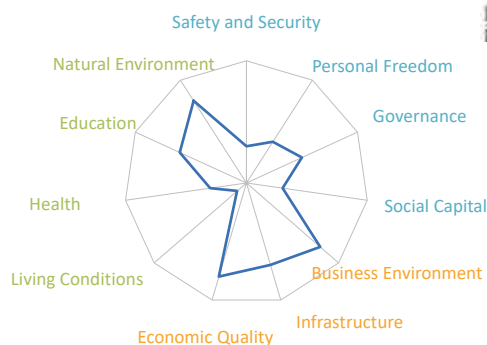 Safety and Security
Natural Environment
Personal Freedom
Education
Governance
Health
Social Capital
Living Conditions
Business Environment
Economic Quality
Infrastructure